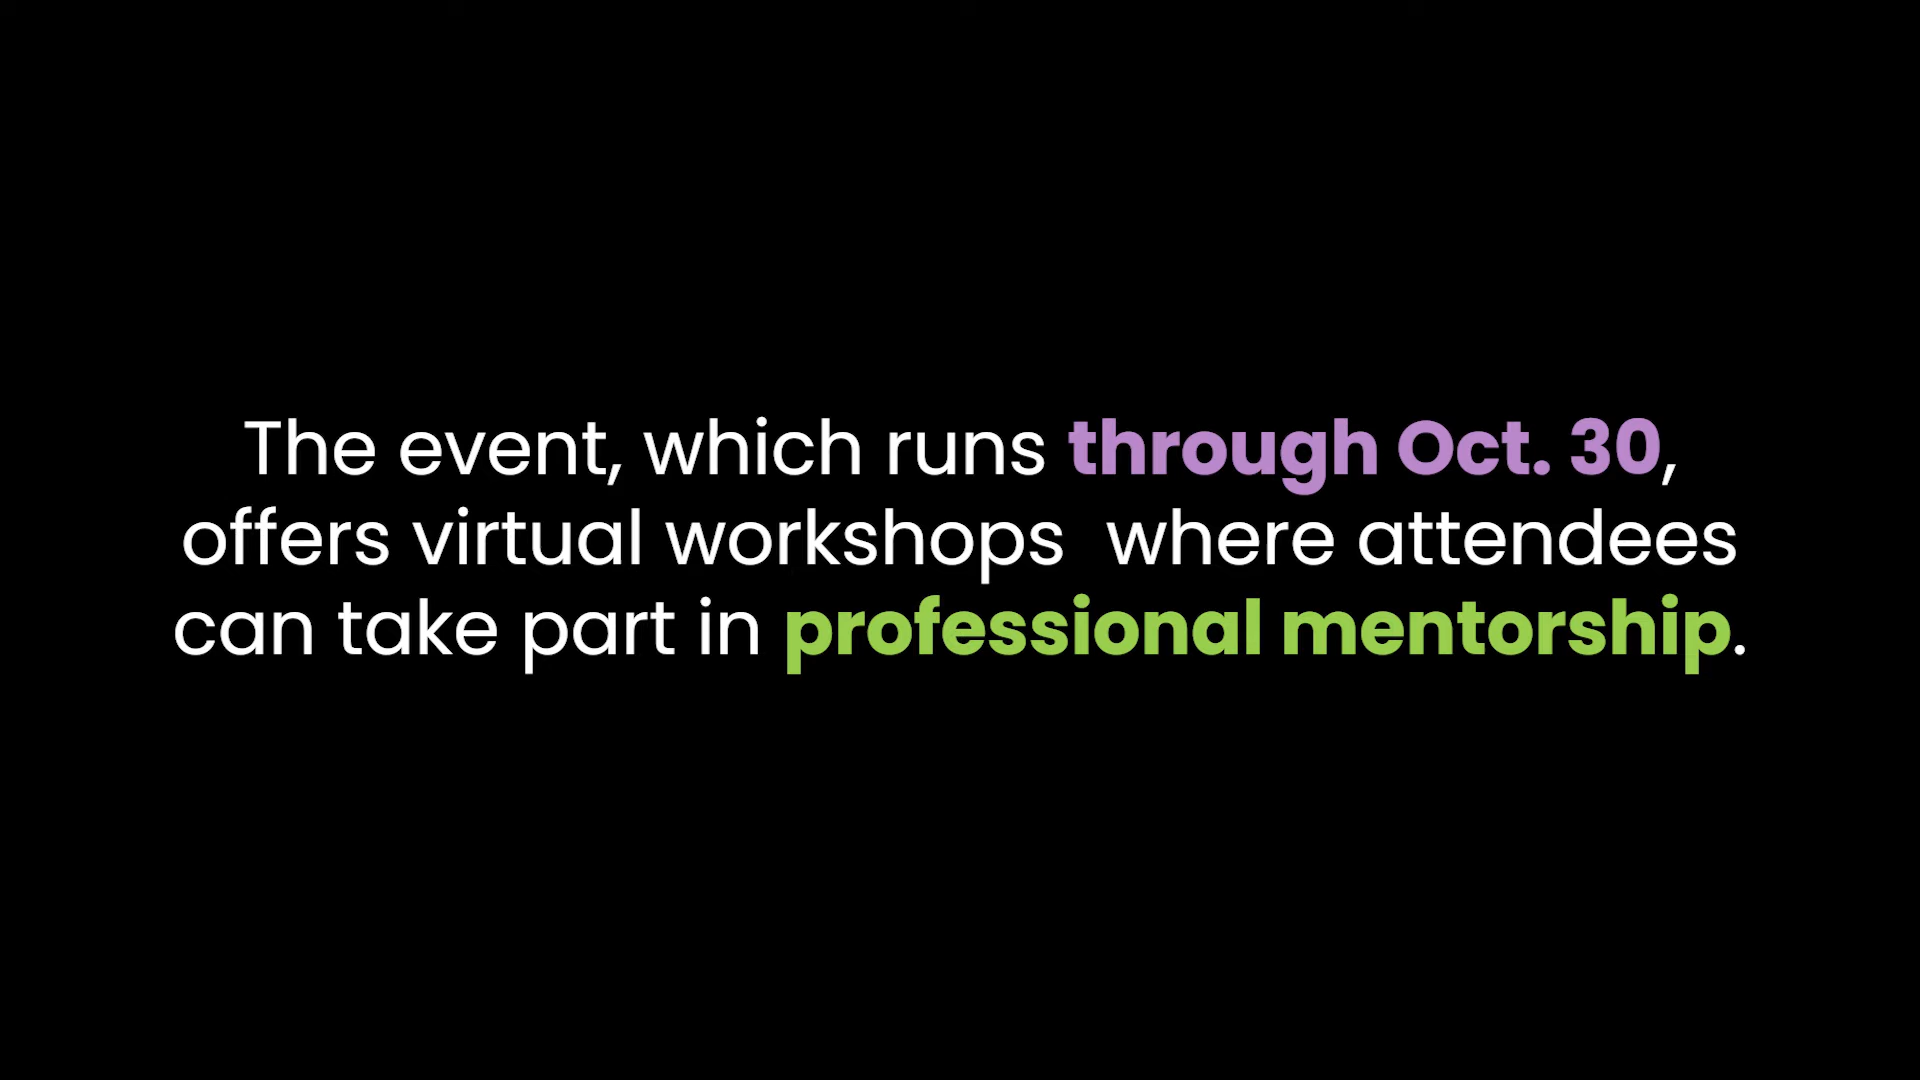 The event, which runs through Oct. 30,
offers virtual workshops  where attendees
can take part in professional mentorship.